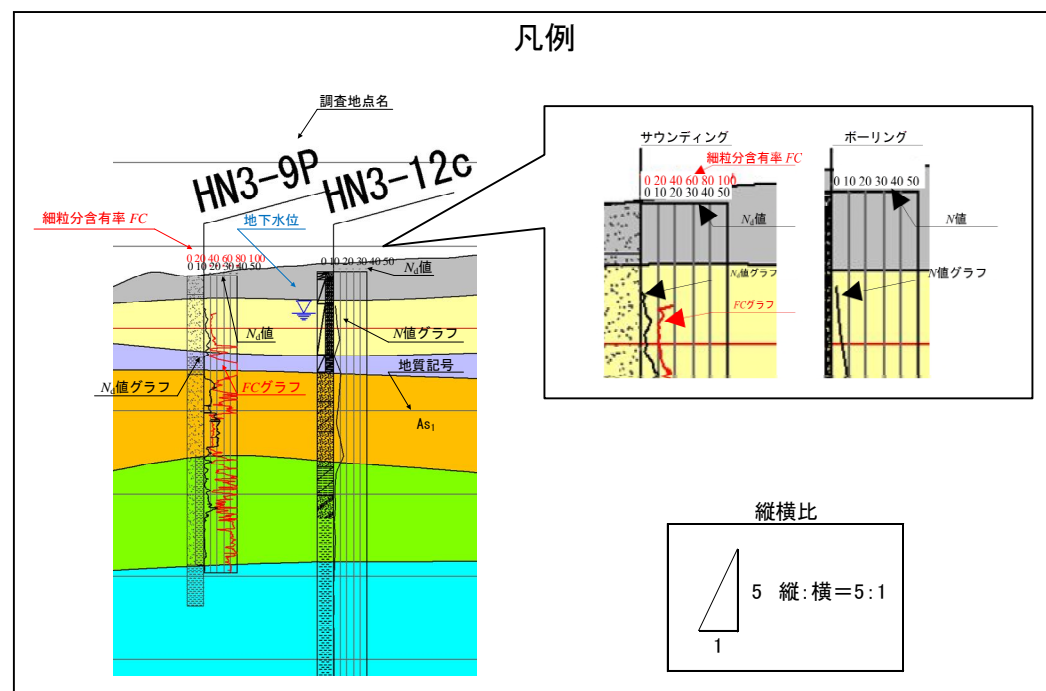 凡例
調査地点名
HN3-9P
HN3-12c
細粒分含有率 FC
地下水位
0 20 40 60 80 100
0 10 20 30 40 50
0 10 20 30 40 50
Nd値
Nd値
N値グラフ
Nd値グラフ
FCグラフ
地質記号
As1
サウンディング
細粒分含有率 FC
0 20 40 60 80 100
0 10 20 30 40 50
Nd値
Nd値グラフ
FCグラフ
ボーリング
0 10 20 30 40 50
N値
N値グラフ
縦横比
5 縦:横=5:1
1